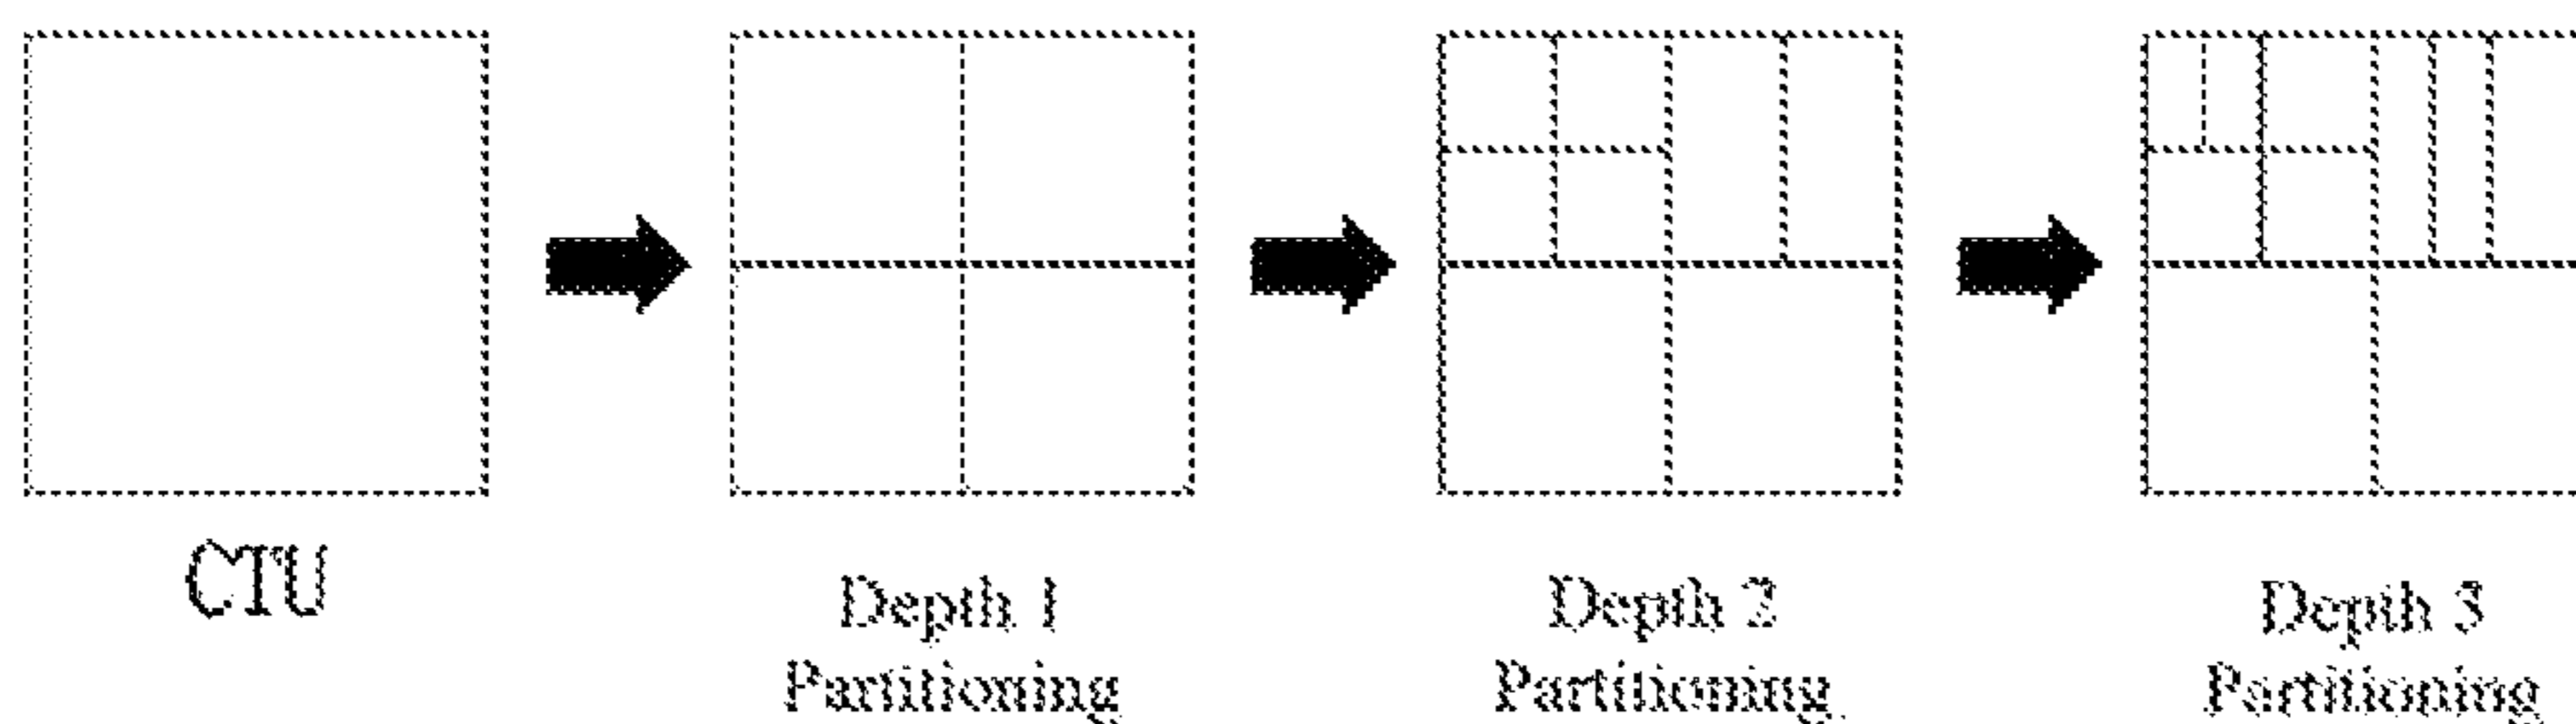 CTU
Depth 1
Partitioning
Depth 2
Partitioning
Depth 3
Partitioning